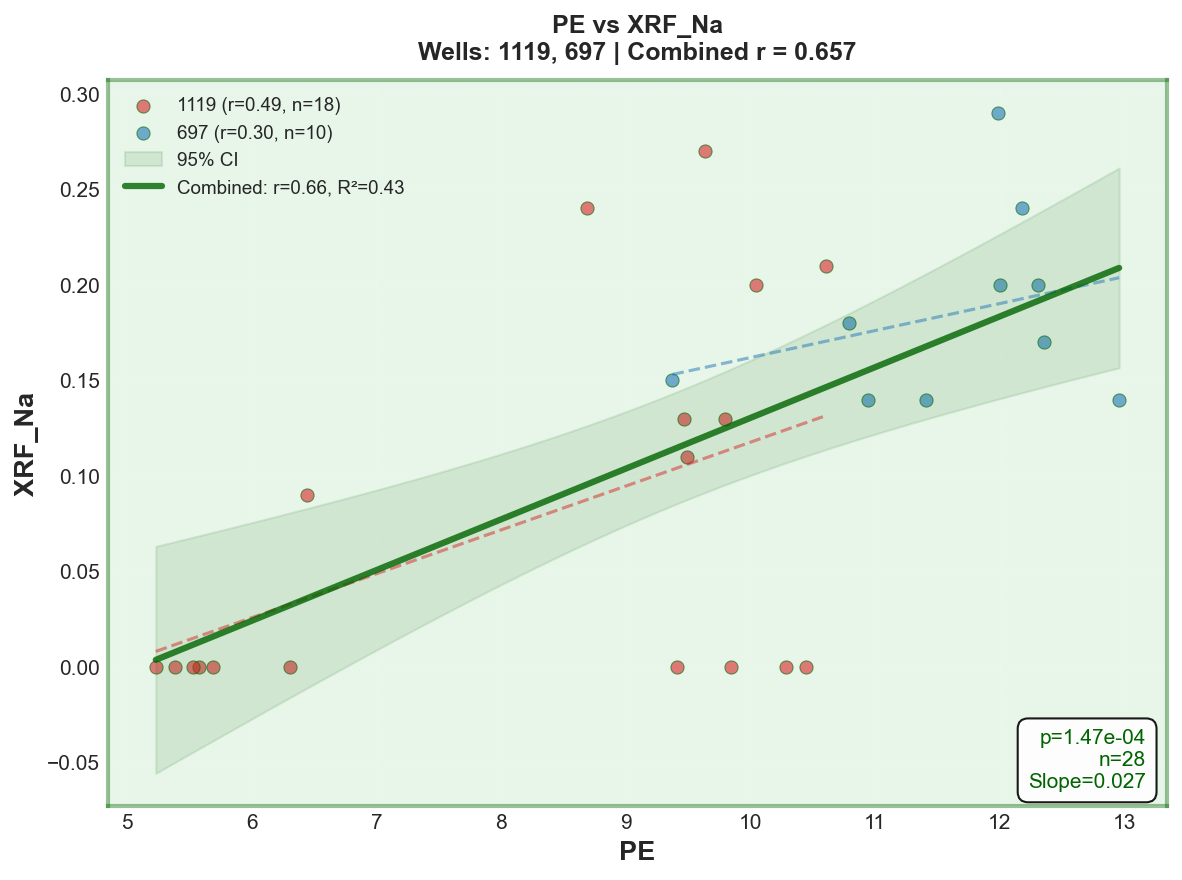 PE vs XRF_Na
Wells: 1119, 697 | Combined r = 0.657
1119 (r=0.49, n=18)
697 (r=0.30, n=10)
95% CI
Combined: r=0.66, R²=0.43
0.30
0.25
0.20
0.15
0.10
0.05
0.00
−0.05
XRF_Na
p=1.47e-04
n=28
Slope=0.027
5 6 7 8 9 10 11 12 13
PE